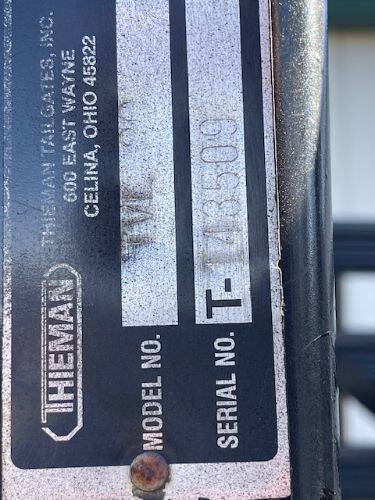 THIEMAN
THIEMAN TAILGATES, INC.
600 EAST WAYNE
CELINA, OHIO 45822
MODEL NO.
SERIAL NO. T-143509